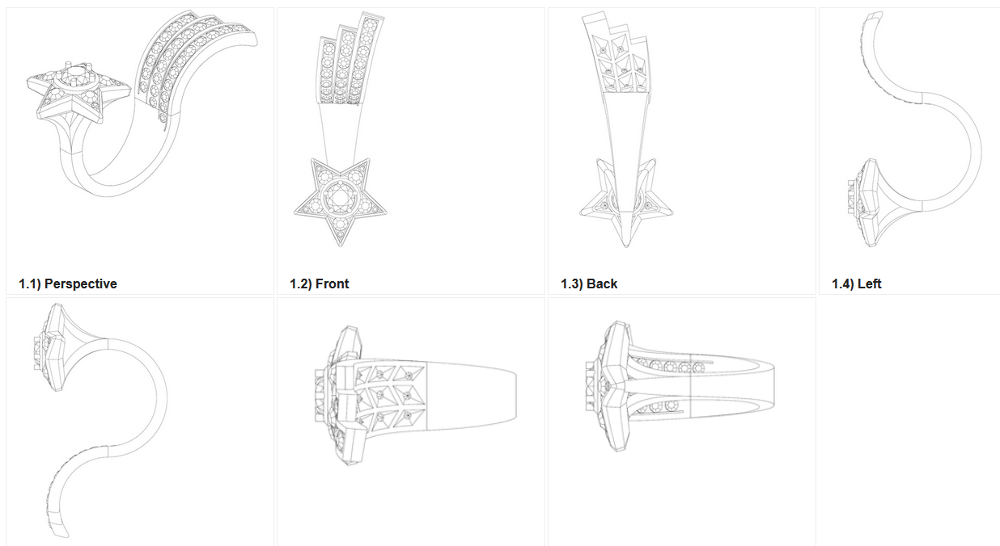 1.1) Perspective
1.2) Front
1.3) Back
1.4) Left